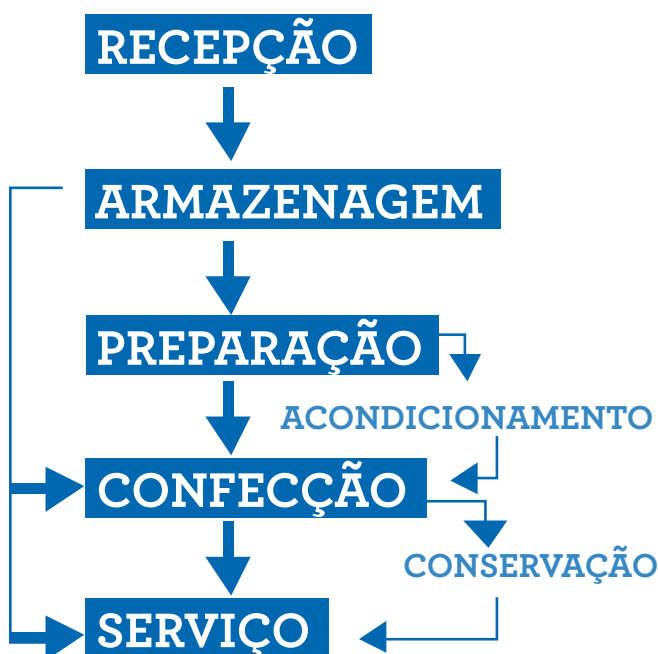 RECEPÇÃO
ARMAZENAGEM
PREPARAÇÃO
ACONDICIONAMENTO
CONFECÇÃO
CONSERVAÇÃO
SERVIÇO